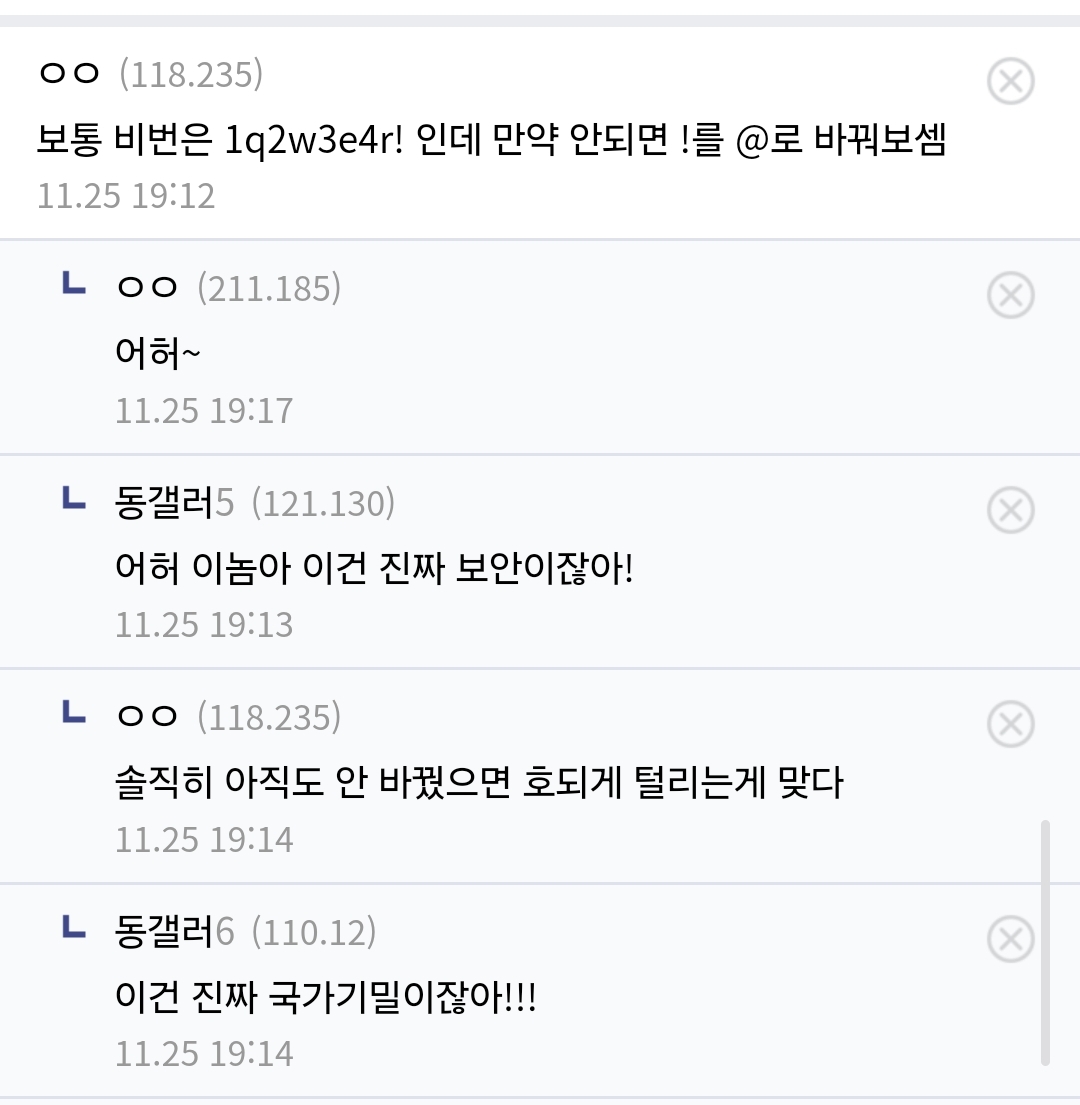 ㅇㅇ (118.235)
보통 비번은 1q2w3e4r! 인데 만약 안되면 !를 @로 바꿔보셈
11.25 19:12
ㅇㅇ (211.185)
어허~
11.25 19:17
동갤러5 (121.130)
어허 이놈아 이건 진짜 보안이잖아!
11.25 19:13
ㅇㅇ (118.235)
솔직히 아직도 안 바꿨으면 호되게 털리는게 맞다
11.25 19:14
동갤러6 (110.12)
이건 진짜 국가기밀이잖아!!!
11.25 19:14